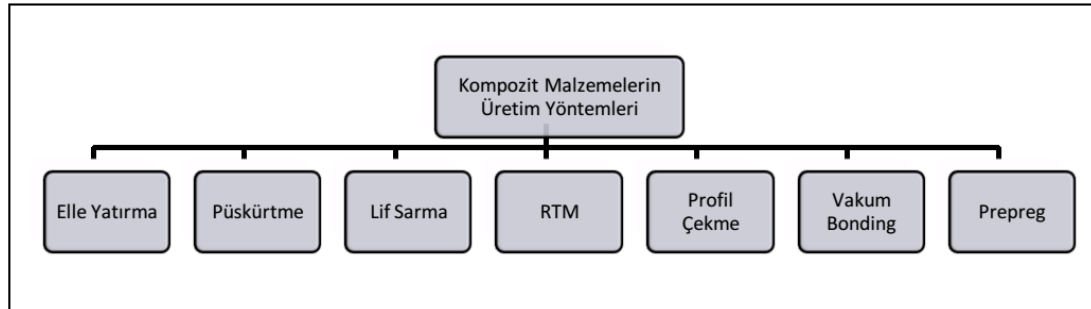 Kompozit Malzemelerin
Üretim Yöntemleri
Elle Yatırma
Püskürtme
Lif Sarma
RTM
Profil
Çekme
Vakum
Bonding
Prepreg